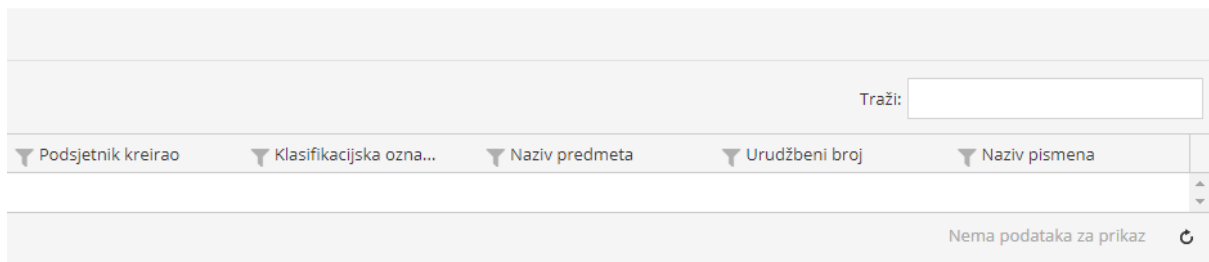 Traži:
Podsjetnik kreirao Klasifikacijska ozna... Naziv predmeta Urudžbeni broj Naziv pismena
Nema podataka za prikaz